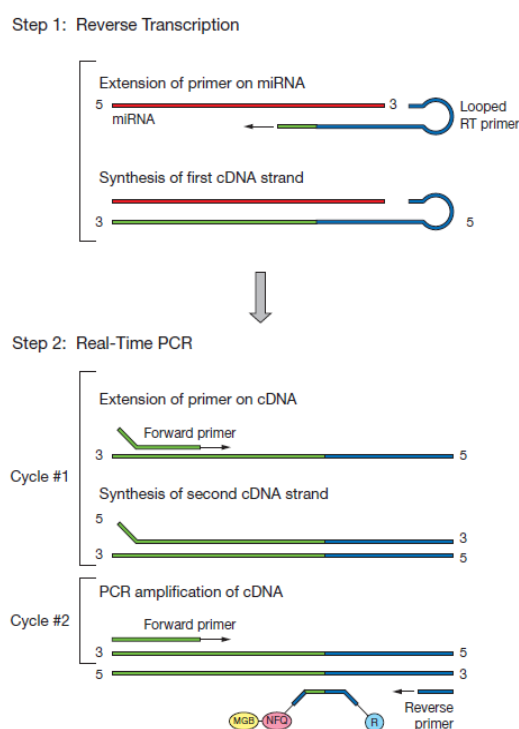 Step 1: Reverse Transcription
Extension of primer on miRNA
5
3
miRNA
Looped
RT primer
Synthesis of first cDNA strand
3
5
Step 2: Real-Time PCR
Cycle #1
Extension of primer on cDNA
Forward primer
3
5
Synthesis of second cDNA strand
5
3
3
5
Cycle #2
PCR amplification of cDNA
Forward primer
3
5
5
3
MGB
NFQ
R
Reverse
primer